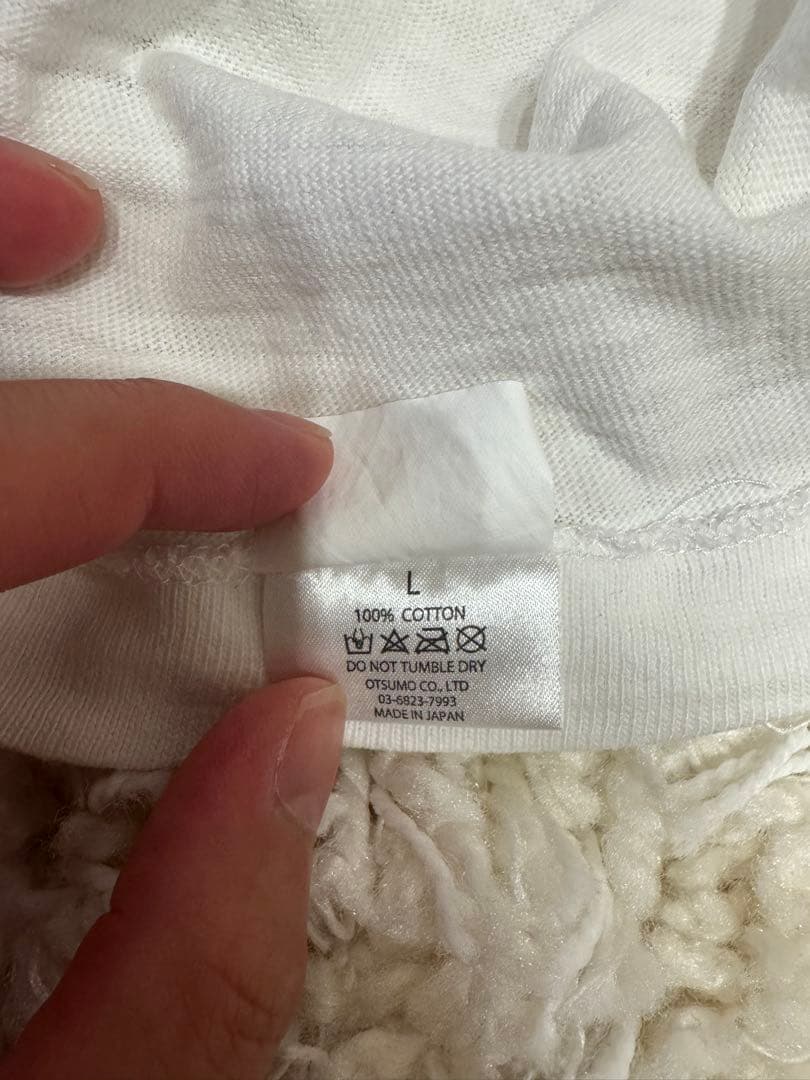 L
100% COTTON
DO NOT TUMBLE DRY
OTSUMO CO., LTD
03-6823-7993
MADE IN JAPAN